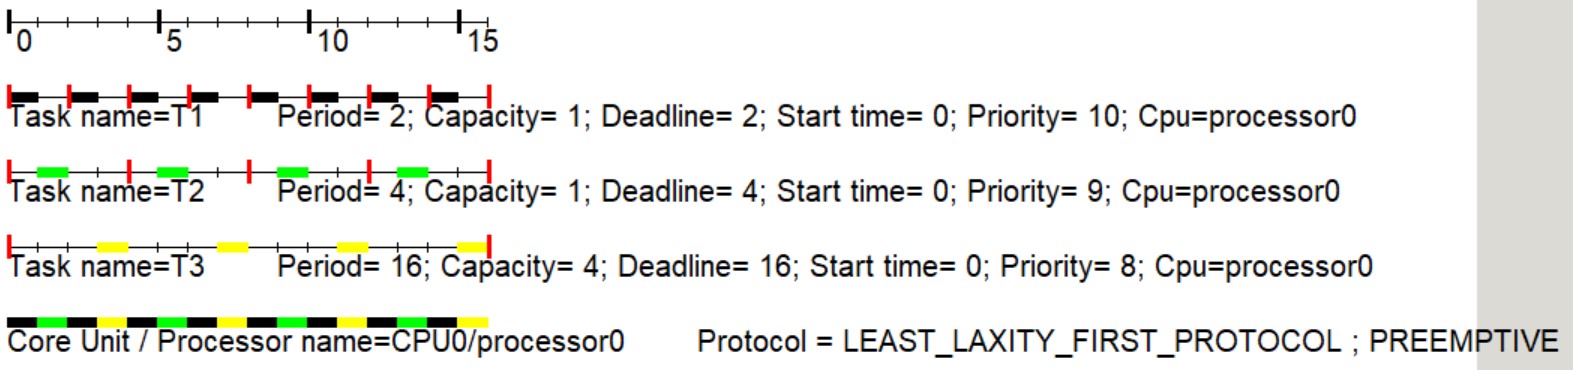 0 5 10 15
Task name=T1 Period= 2; Capacity= 1; Deadline= 2; Start time= 0; Priority= 10; Cpu=processor0
Task name=T2 Period= 4; Capacity= 1; Deadline= 4; Start time= 0; Priority= 9; Cpu=processor0
Task name=T3 Period= 16; Capacity= 4; Deadline= 16; Start time= 0; Priority= 8; Cpu=processor0
Core Unit / Processor name=CPU0/processor0 Protocol = LEAST_LAXITY_FIRST_PROTOCOL ; PREEMPTIVE